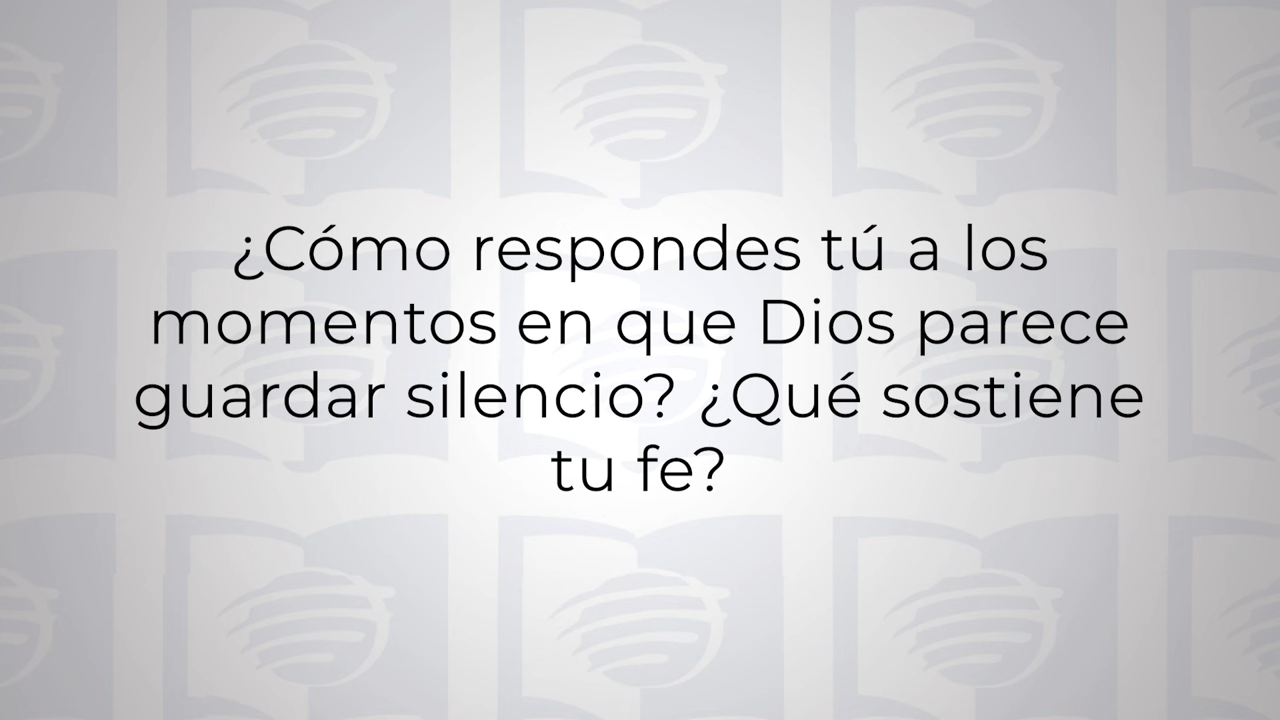 ¿Cómo respondes tú a los
momentos en que Dios parece
guardar silencio? ¿Qué sostiene
tu fe?